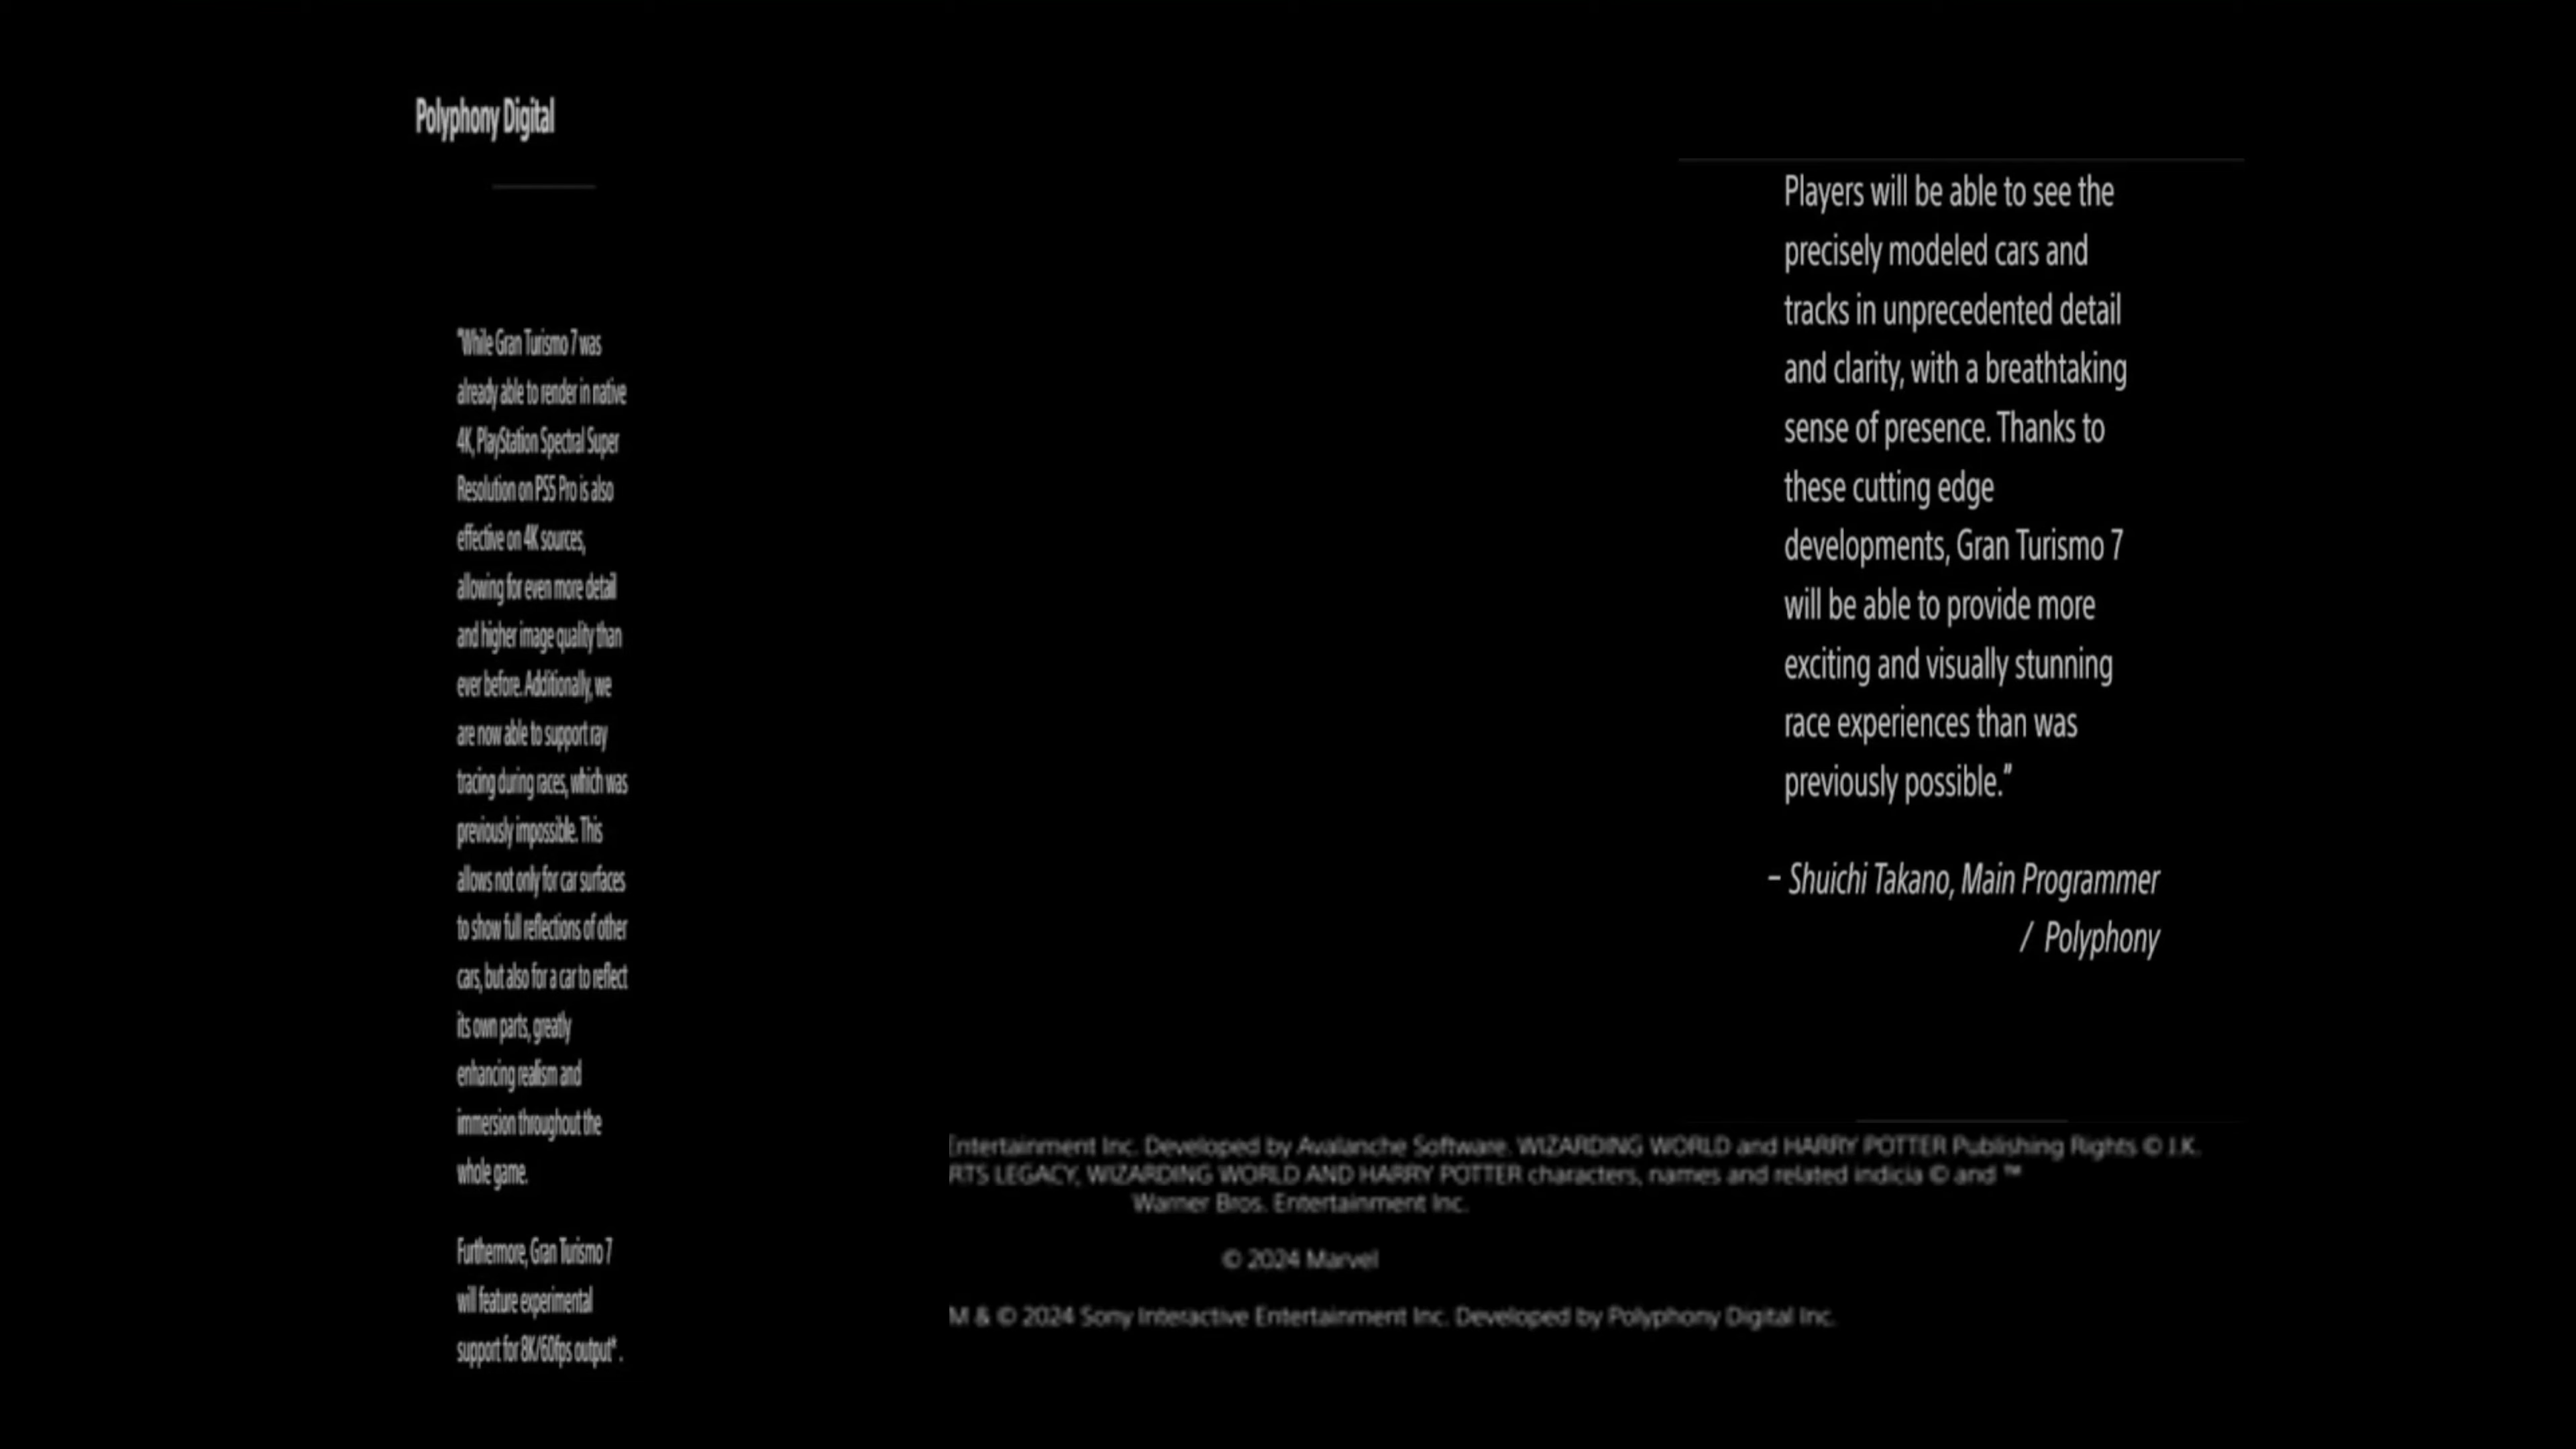 Polyphony Digital
"While Gran Turismo 7 was
already able to render in native
4K, PlayStation Spectral Super
Resolution on PS5 Pro is also
effective on 4K sources,
allowing for even more detail
and higher image quality than
ever before. Additionally, we
are now able to support ray
tracing during races, which was
previously impossible. This
allows not only for car surfaces
to show full reflections of other
cars, but also for a car to reflect
its own parts, greatly
enhancing realism and
immersion throughout the
whole game.
Furthermore, Gran Turismo 7
will feature experimental
support for 8K/60fps output* .
Players will be able to see the
precisely modeled cars and
tracks in unprecedented detail
and clarity, with a breathtaking
sense of presence. Thanks to
these cutting edge
developments, Gran Turismo 7
will be able to provide more
exciting and visually stunning
race experiences than was
previously possible."
– Shuichi Takano, Main Programmer
/ Polyphony
Entertainment Inc. Developed by Avalanche Software. WIZARDING WORLD and HARRY POTTER Publishing Rights © J.K.
RTS LEGACY, WIZARDING WORLD AND HARRY POTTER characters, names and related indicia © and ™
Warner Bros. Entertainment Inc.
© 2024 Marvel
M & © 2024 Sony Interactive Entertainment Inc. Developed by Polyphony Digital Inc.